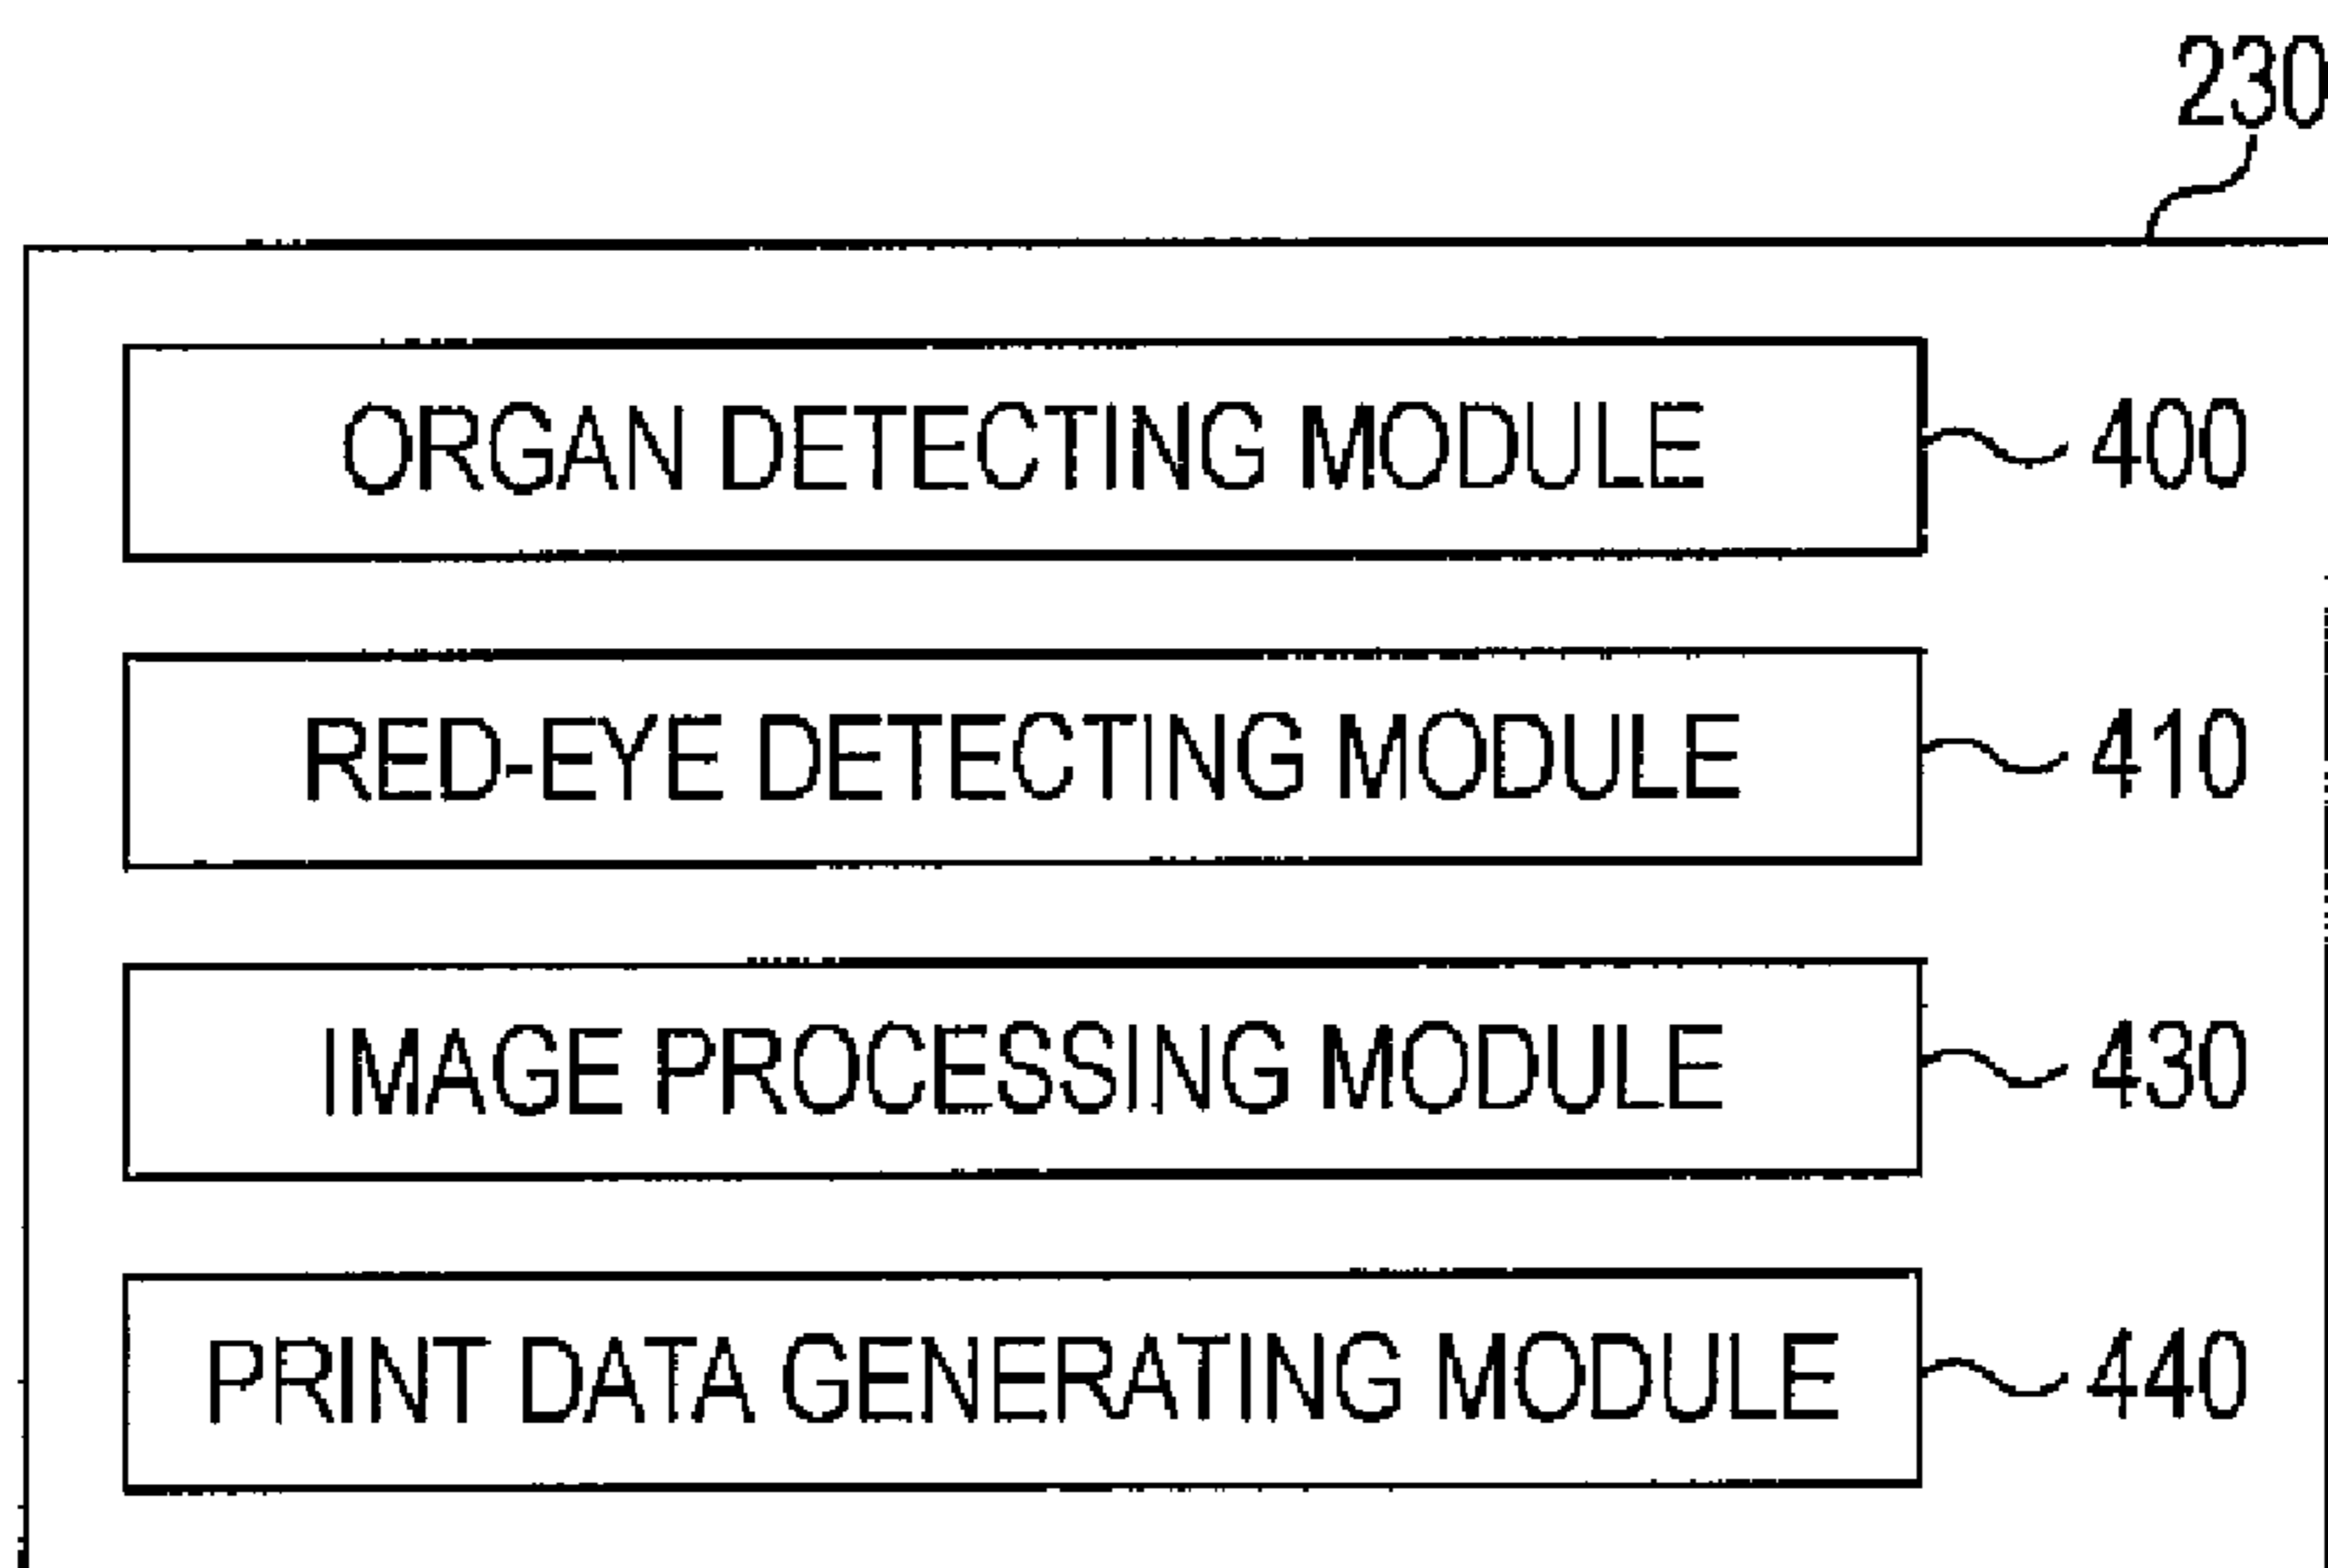 230
ORGAN DETECTING MODULE 400
RED-EYE DETECTING MODULE 410
IMAGE PROCESSING MODULE 430
PRINT DATA GENERATING MODULE 440